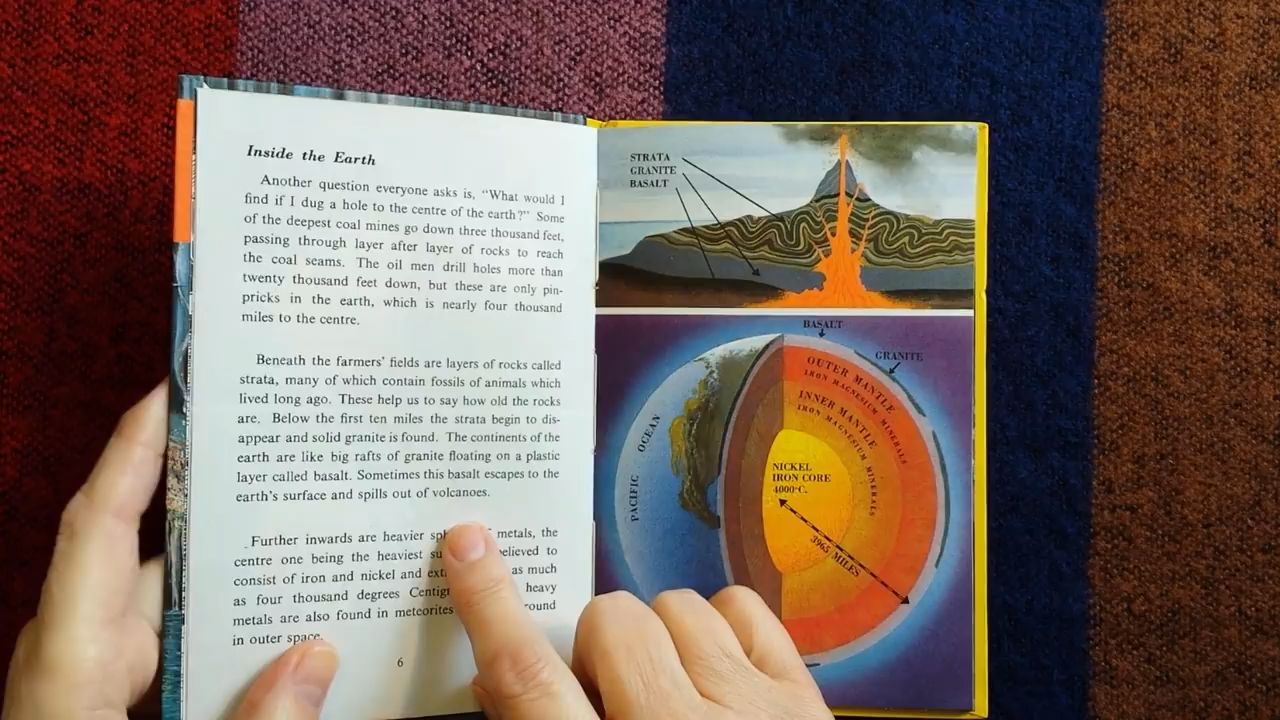 Inside the Earth
Another question everyone asks is, "What would I
find if I dug a hole to the centre of the earth?" Some
of the deepest coal mines go down three thousand feet,
passing through layer after layer of rocks to reach
the coal seams. The oil men drill holes more than
twenty thousand feet down, but these are only pin-
pricks in the earth, which is nearly four thousand
miles to the centre.
Beneath the farmers' fields are layers of rocks called
strata, many of which contain fossils of animals which
lived long ago. These help us to say how old the rocks
are. Below the first ten miles the strata begin to dis-
appear and solid granite is found. The continents of the
earth are like big rafts of granite floating on a plastic
layer called basalt. Sometimes this basalt escapes to the
earth's surface and spills out of volcanoes.
Further inwards are heavier metals, the
centre one being the heaviest
consist of iron and nickel and as much
as four thousand degrees heavy
metals are also found in meteorites
in outer space.
6
STRATA
GRANITE
BASALT
BASALT
GRANITE
OUTER MANTLE
IRON MAGNESIUM MINERALS
INNER MANTLE
IRON MAGNESIUM MINERALS
NICKEL
IRON CORE
4000°C.
3965 MILES
PACIFIC OCEAN